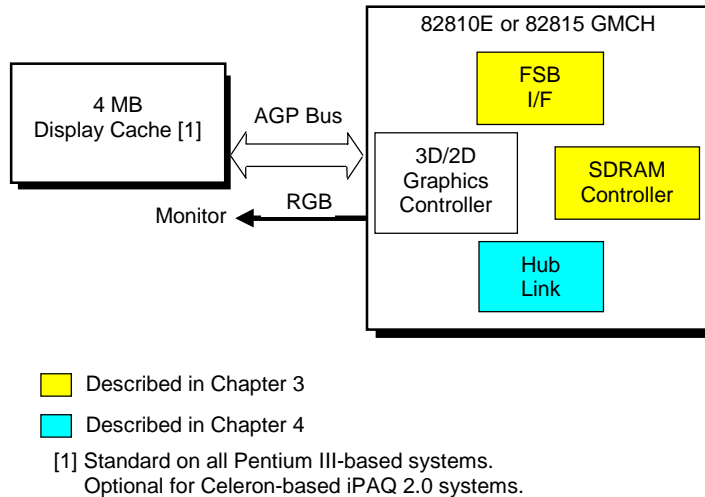 82810E or 82815 GMCH
4 MB
Display Cache [1]
AGP Bus
FSB
I/F
3D/2D
Graphics
Controller
SDRAM
Controller
Monitor
RGB
Hub
Link
Described in Chapter 3
Described in Chapter 4
[1] Standard on all Pentium III-based systems.
Optional for Celeron-based iPAQ 2.0 systems.